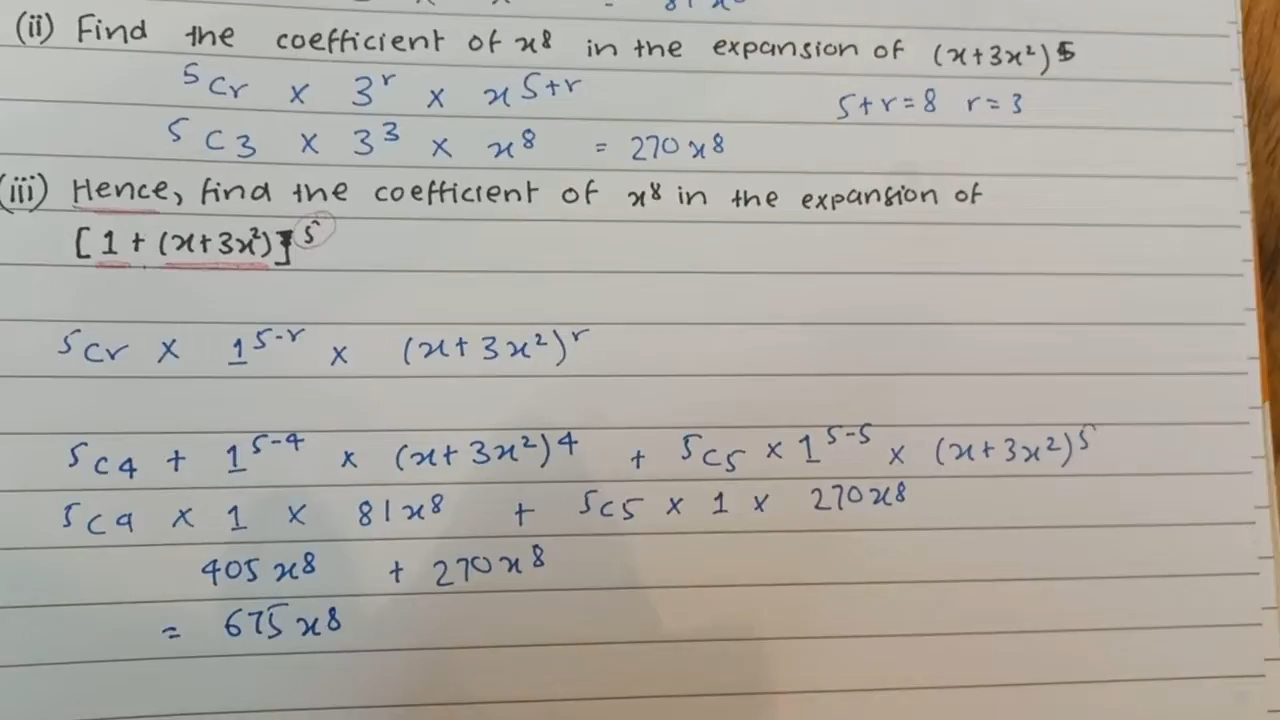 81x⁸
(ii) Find the coefficient of x⁸ in the expansion of (x+3x²)5
⁵Cr × 3ʳ × x⁵⁺ʳ
5+r=8 r=3
⁵C3 × 3³ × x⁸ = 270x⁸
(iii) Hence, find the coefficient of x⁸ in the expansion of
[1+(x+3x²)]⁵
⁵Cr × 1⁵⁻ʳ × (x+3x²)ʳ
⁵C4 + 1⁵⁻⁴ × (x+3x²)⁴ + ⁵C5 × 1⁵⁻⁵ × (x+3x²)⁵
⁵C4 × 1 × 81x⁸ + ⁵C5 × 1 × 270x⁸
405x⁸ + 270x⁸
= 675x⁸